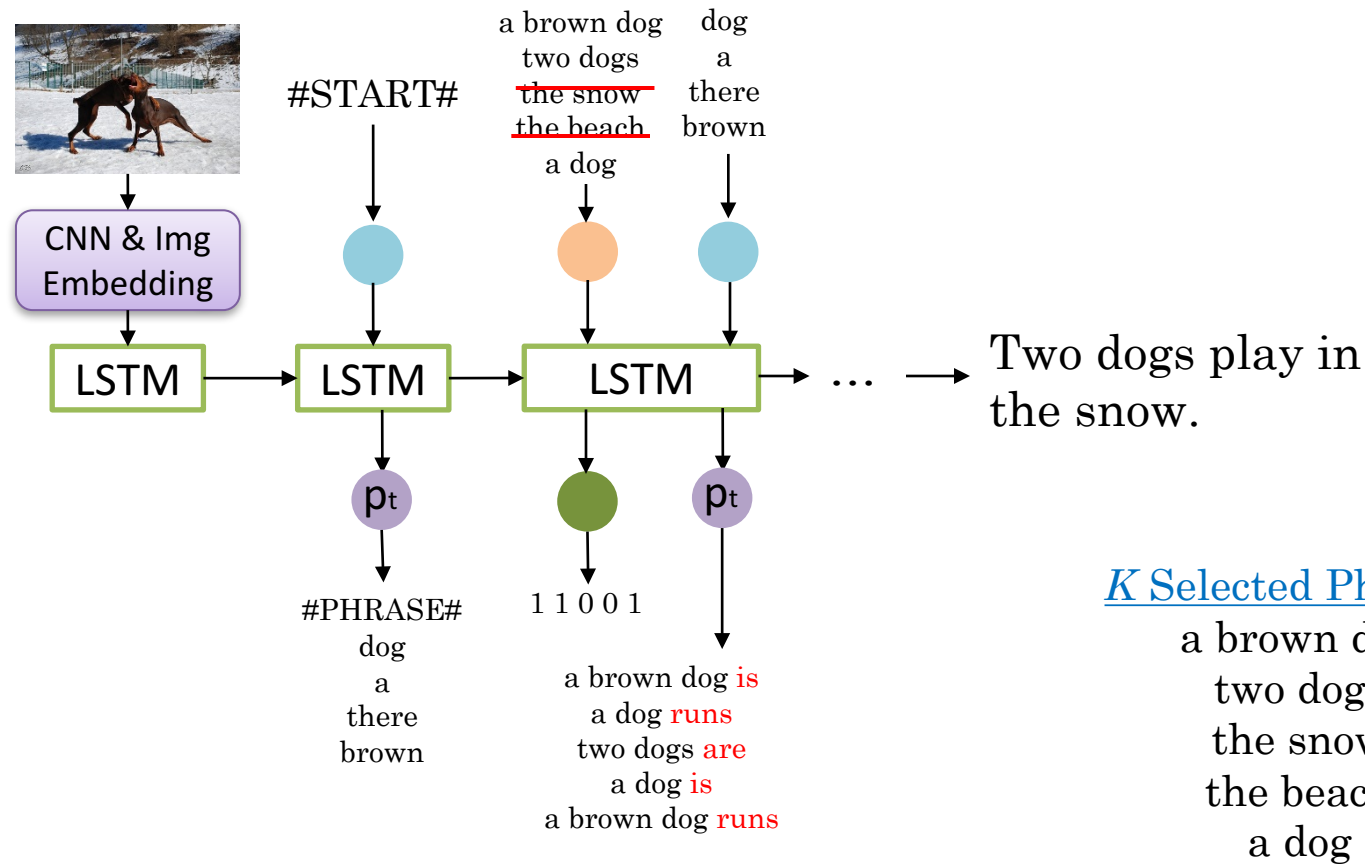 a brown dog
two dogs
the snow
the beach
a dog
dog
a
there
brown
#START#
CNN & Img
Embedding
LSTM
LSTM
LSTM
...
Two dogs play in
the snow.
pt
pt
#PHRASE#
dog
a
there
brown
1 1 0 0 1
a brown dog is
a dog runs
two dogs are
a dog is
a brown dog runs
K Selected Ph
a brown d
two dog
the snow
the beac
a dog